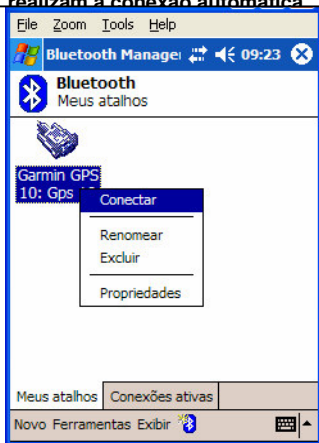 realizam a conexão automática
File Zoom Tools Help
Bluetooth Manager 09:23
Bluetooth
Meus atalhos
Garmin GPS
10: Gps
Conectar
Renomear
Excluir
Propriedades
Meus atalhos Conexões ativas
Novo Ferramentas Exibir